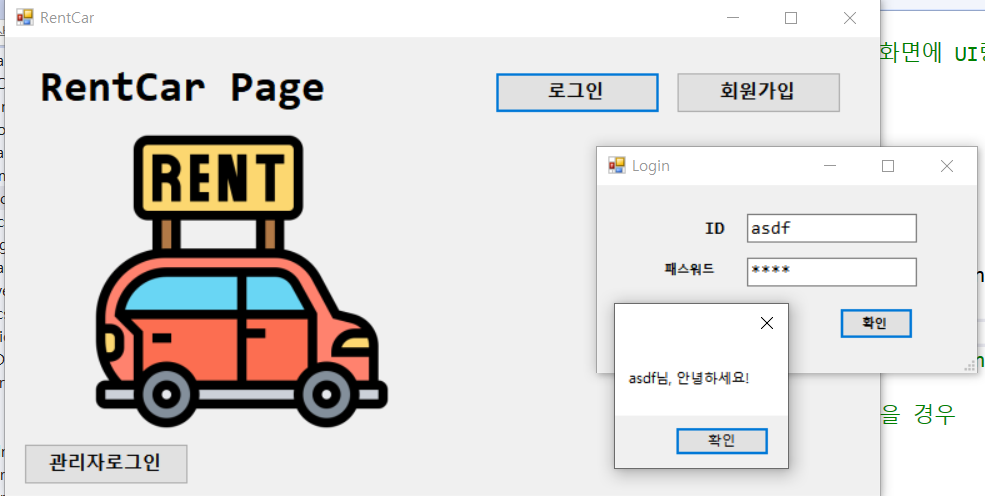 RentCar
RentCar Page
로그인
회원가입
RENT
관리자로그인
Login
ID
asdf
패스워드
****
확인
asdf님, 안녕하세요!
확인
화면에 UI
을 경우